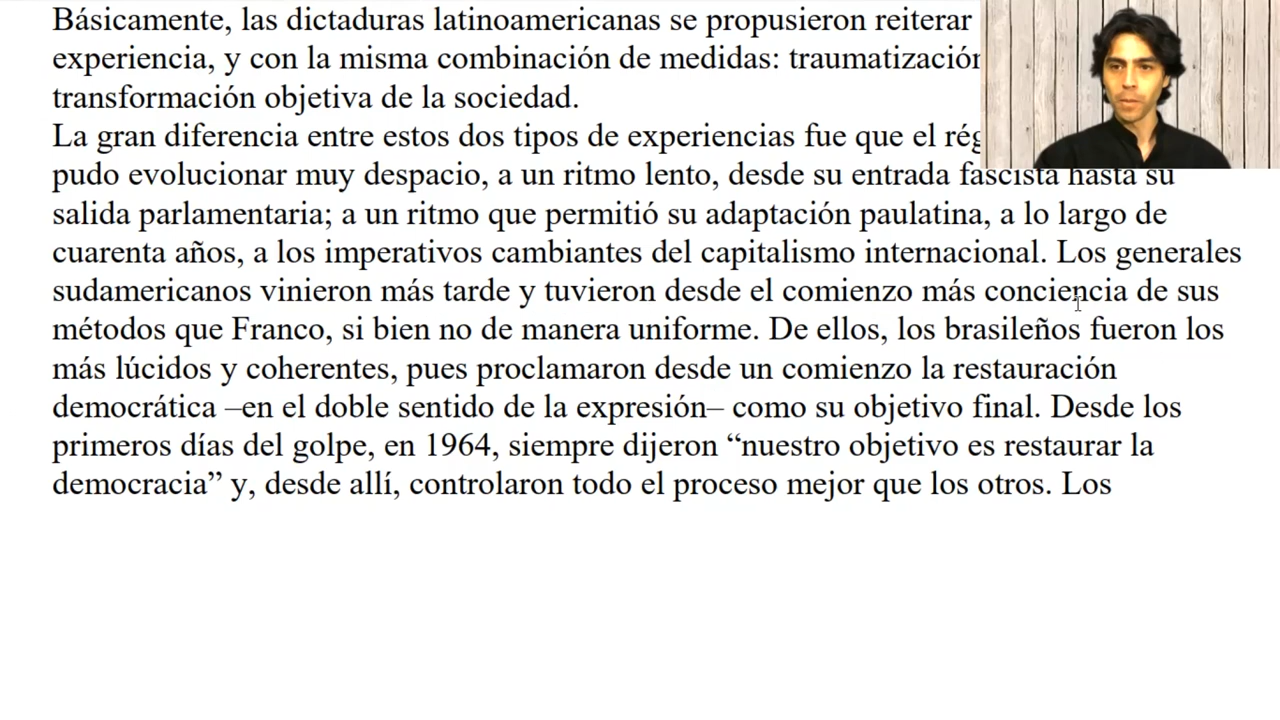 Básicamente, las dictaduras latinoamericanas se propusieron reiterar
experiencia, y con la misma combinación de medidas: traumatización
transformación objetiva de la sociedad.
La gran diferencia entre estos dos tipos de experiencias fue que el
pudo evolucionar muy despacio, a un ritmo lento, desde su entrada fascista hasta su
salida parlamentaria; a un ritmo que permitió su adaptación paulatina, a lo largo de
cuarenta años, a los imperativos cambiantes del capitalismo internacional. Los generales
sudamericanos vinieron más tarde y tuvieron desde el comienzo más conciencia de sus
métodos que Franco, si bien no de manera uniforme. De ellos, los brasileños fueron los
más lúcidos y coherentes, pues proclamaron desde un comienzo la restauración
democrática –en el doble sentido de la expresión– como su objetivo final. Desde los
primeros días del golpe, en 1964, siempre dijeron “nuestro objetivo es restaurar la
democracia” y, desde allí, controlaron todo el proceso mejor que los otros. Los